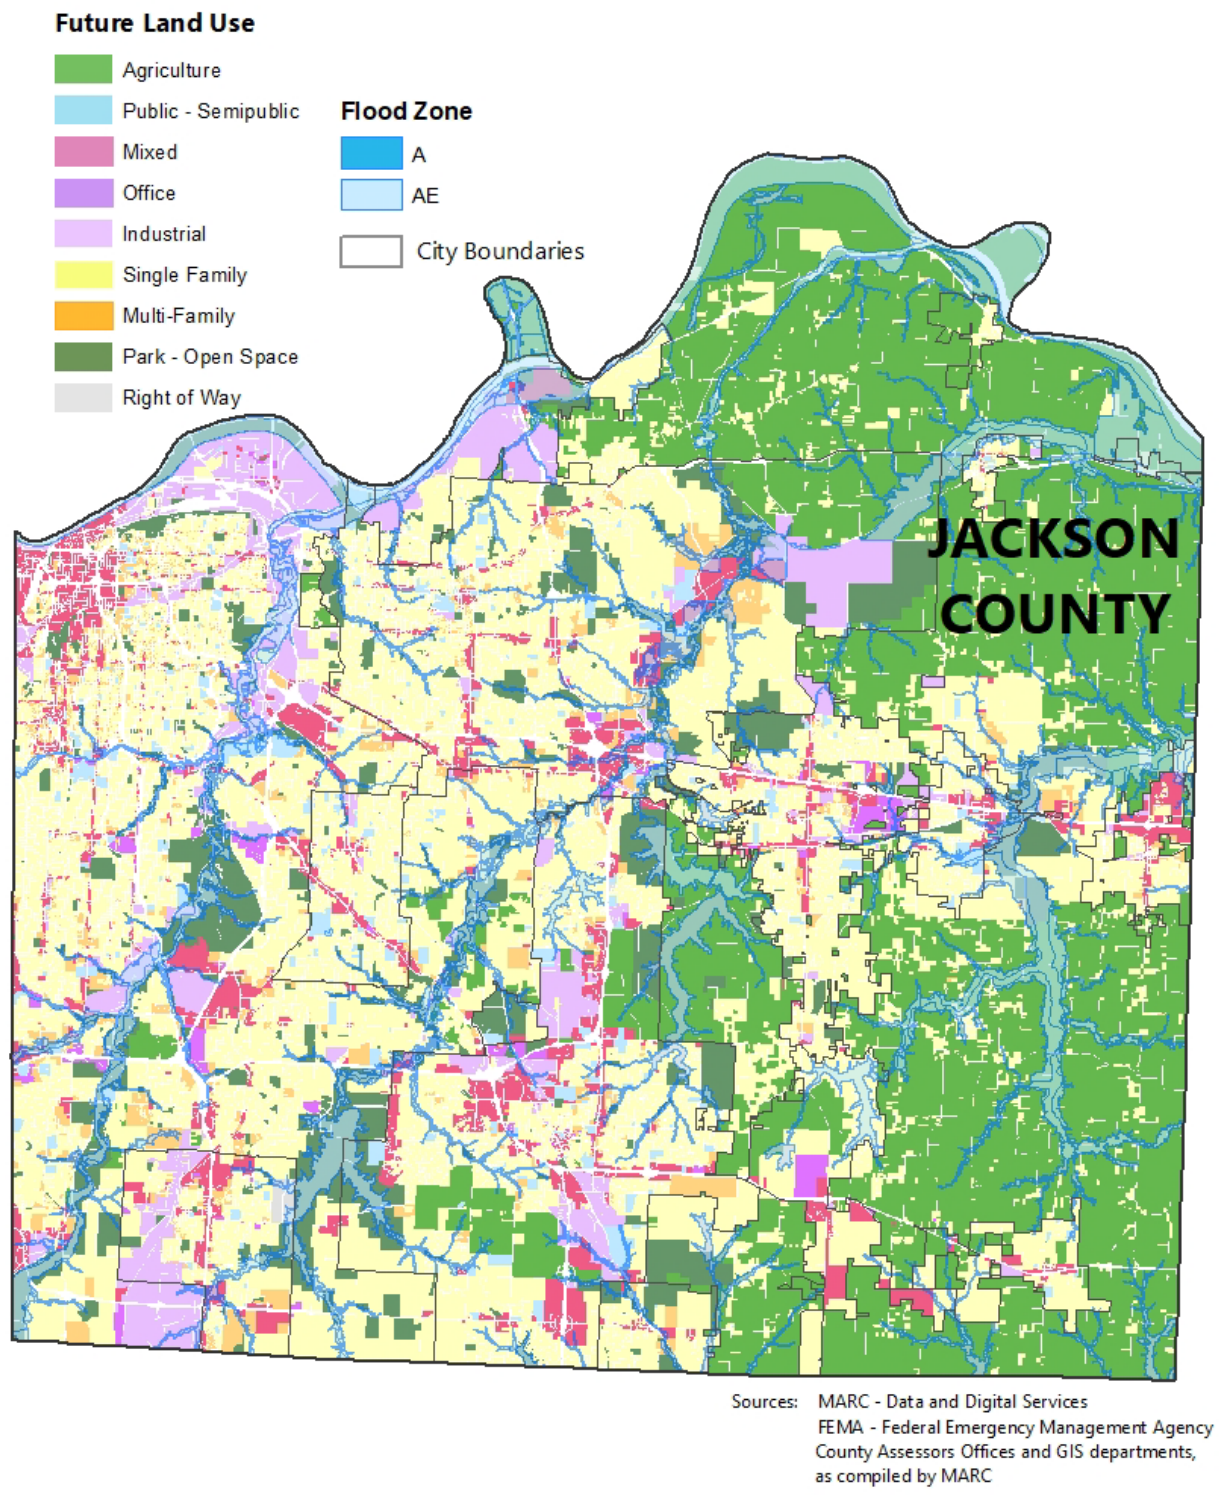 Future Land Use
Agriculture
Public - Semipublic
Mixed
Office
Industrial
Single Family
Multi-Family
Park - Open Space
Right of Way
Flood Zone
A
AE
City Boundaries
JACKSON
COUNTY
Sources: MARC - Data and Digital Services
FEMA - Federal Emergency Management Agency
County Assessors Offices and GIS departments,
as compiled by MARC